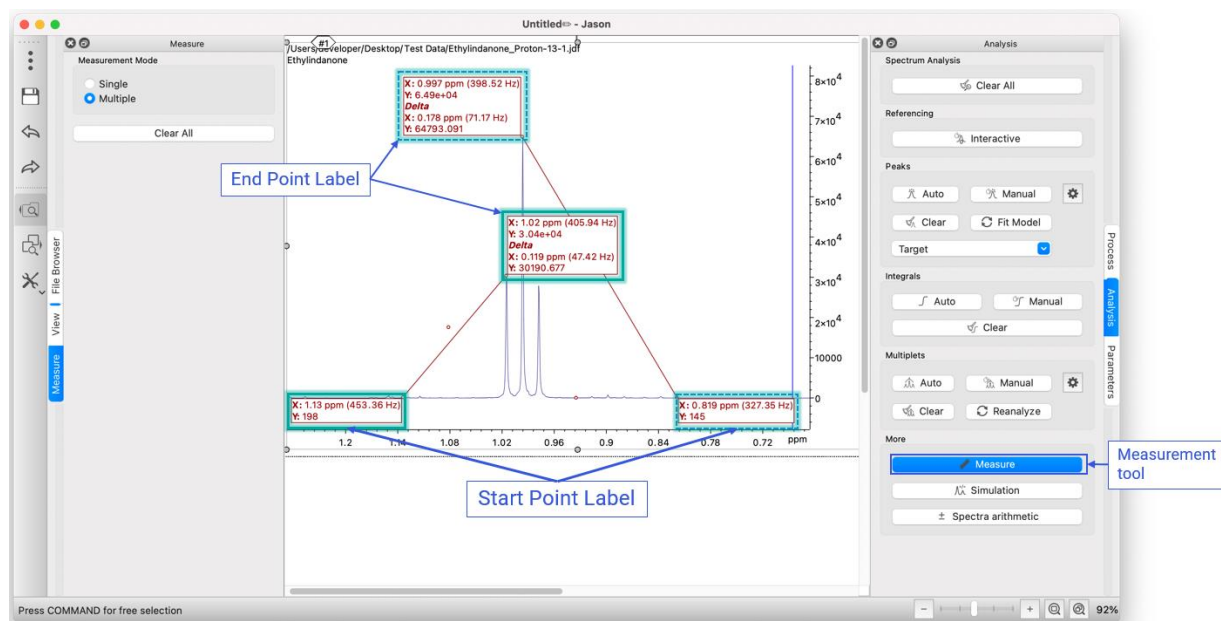 Untitled - Jason
Measure
Measurement Mode
Single
Multiple
Clear All
File Browser
View
Measure
#1
/Users/developer/Desktop/Test Data/Ethylindanone_Proton-13-1.jdf
Ethylindanone
X: 0.997 ppm (398.52 Hz)
Y: 6.49e+04
Delta
X: 0.178 ppm (71.17 Hz)
Y: 64793.091
End Point Label
X: 1.02 ppm (405.94 Hz)
Y: 3.04e+04
Delta
X: 0.119 ppm (47.42 Hz)
Y: 30190.677
X: 1.13 ppm (453.36 Hz)
Y: 198
X: 0.819 ppm (327.35 Hz)
Y: 145
8×10⁴
7×10⁴
6×10⁴
5×10⁴
4×10⁴
3×10⁴
2×10⁴
10000
0
1.2 1.14 1.08 1.02 0.96 0.9 0.84 0.78 0.72 ppm
Start Point Label
Analysis
Spectrum Analysis
Clear All
Referencing
Interactive
Peaks
Auto Manual
Clear Fit Model
Target
Integrals
Auto Manual
Clear
Multiplets
Auto Manual
Clear Reanalyze
More
Measure
Simulation
± Spectra arithmetic
Process
Analysis
Parameters
Measurement
tool
Press COMMAND for free selection
- + 92%